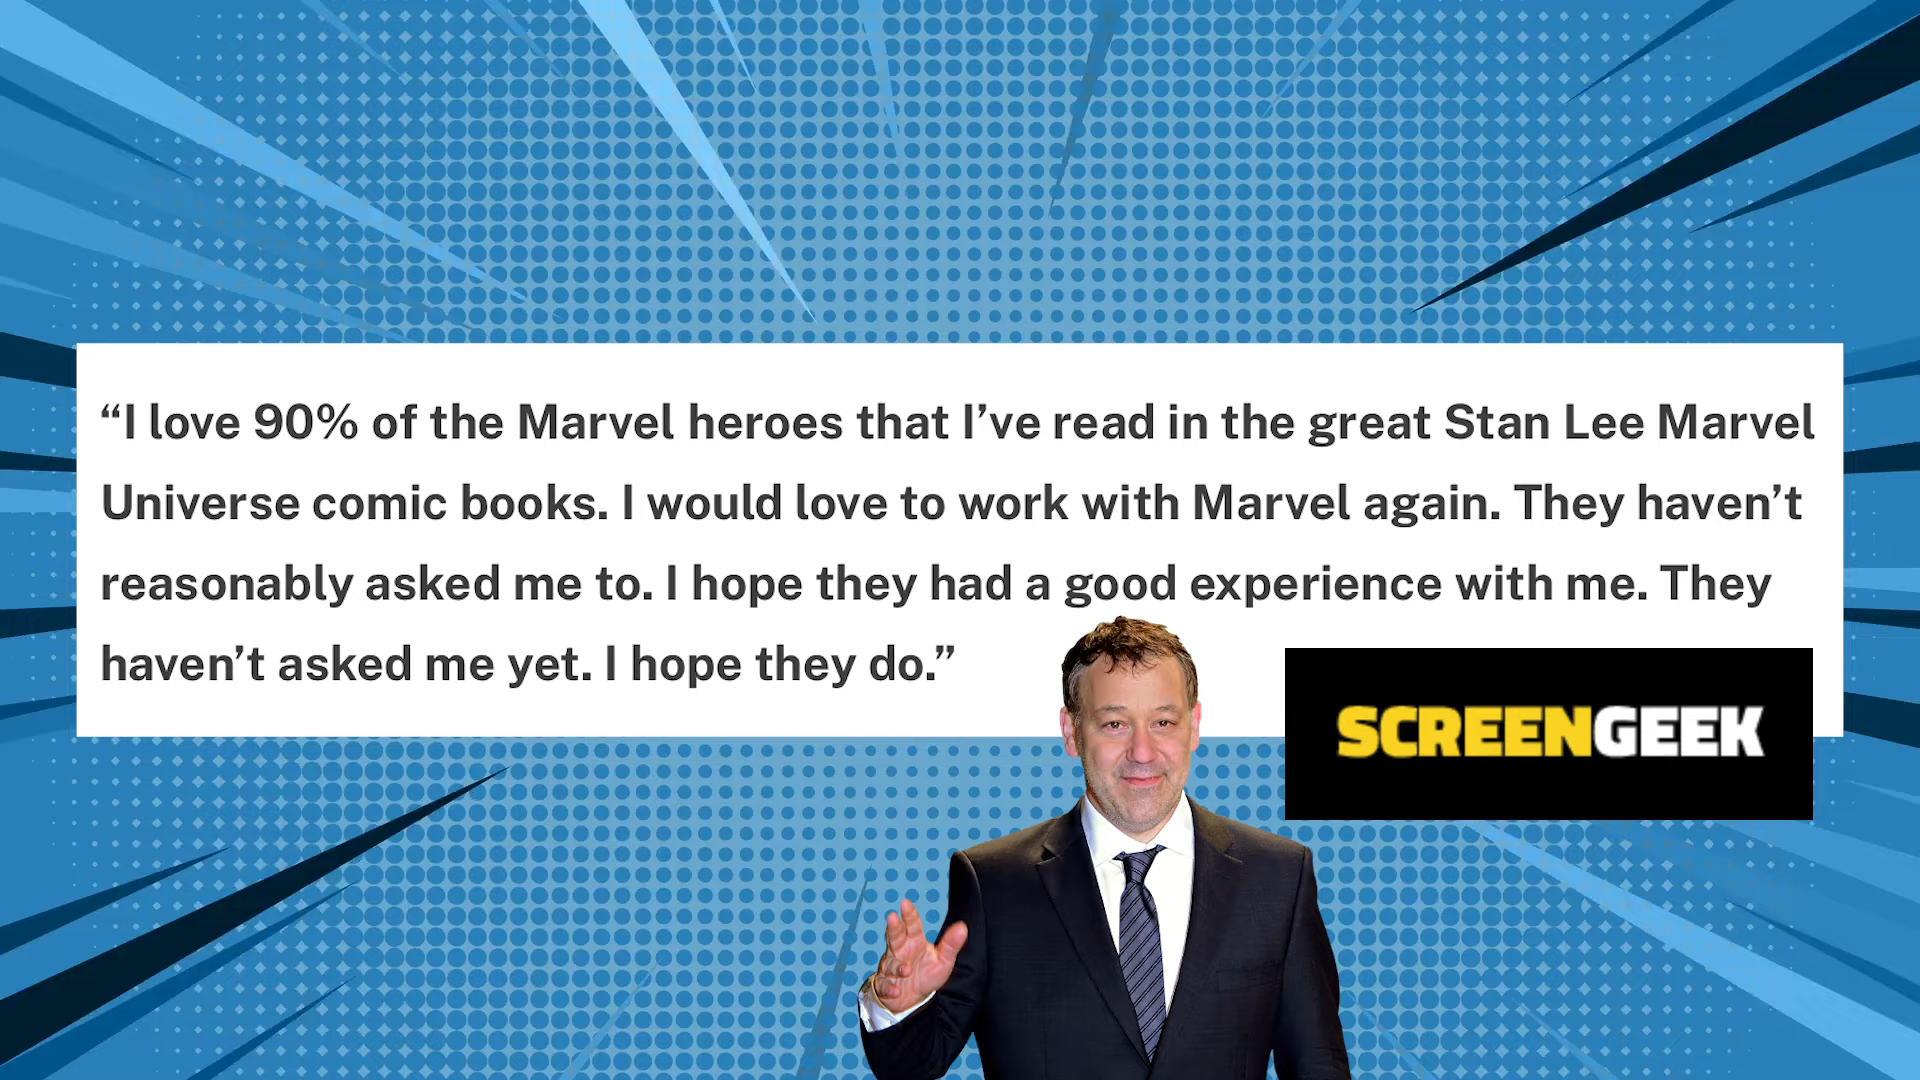 “I love 90% of the Marvel heroes that I’ve read in the great Stan Lee Marvel
Universe comic books. I would love to work with Marvel again. They haven’t
reasonably asked me to. I hope they had a good experience with me. They
haven’t asked me yet. I hope they do.”
SCREENGEEK